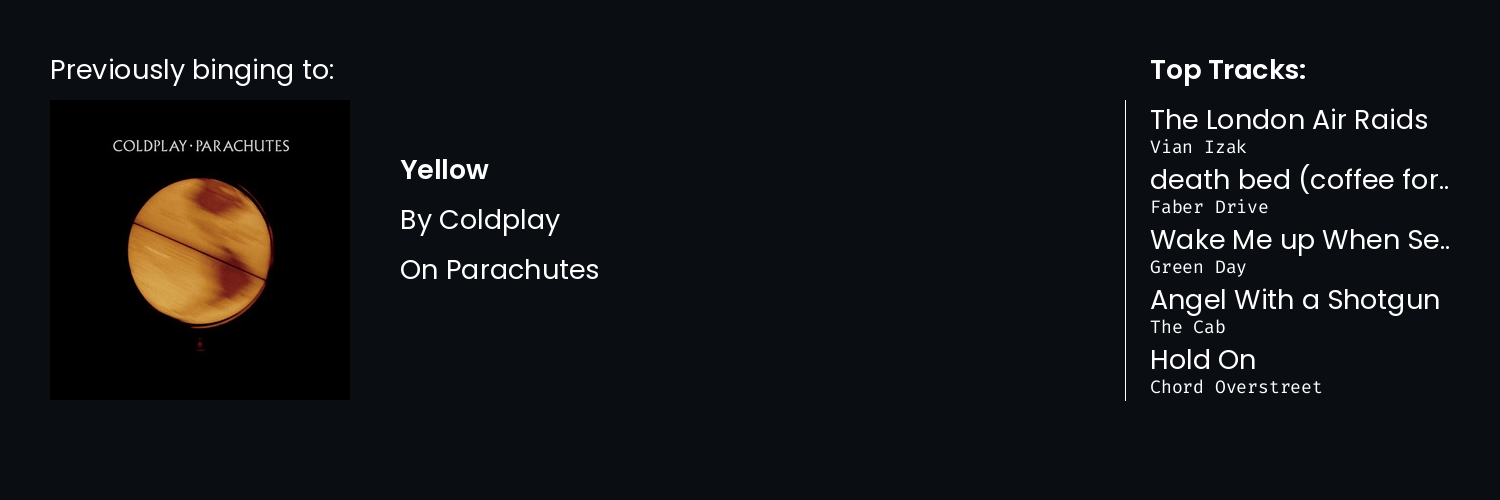 Previously binging to:
COLDPLAY · PARACHUTES
Yellow
By Coldplay
On Parachutes
Top Tracks:
The London Air Raids
Vian Izak
death bed (coffee for..
Faber Drive
Wake Me up When Se..
Green Day
Angel With a Shotgun
The Cab
Hold On
Chord Overstreet